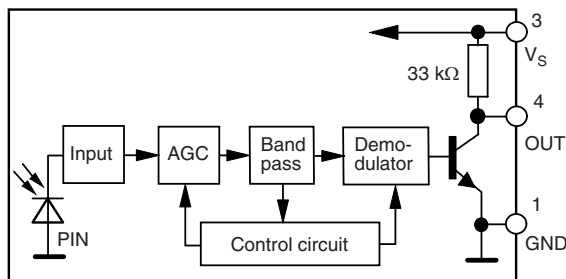 3
V_S
33 kΩ
4
OUT
Input
AGC
Band
pass
Demo-
dulator
PIN
Control circuit
1
GND